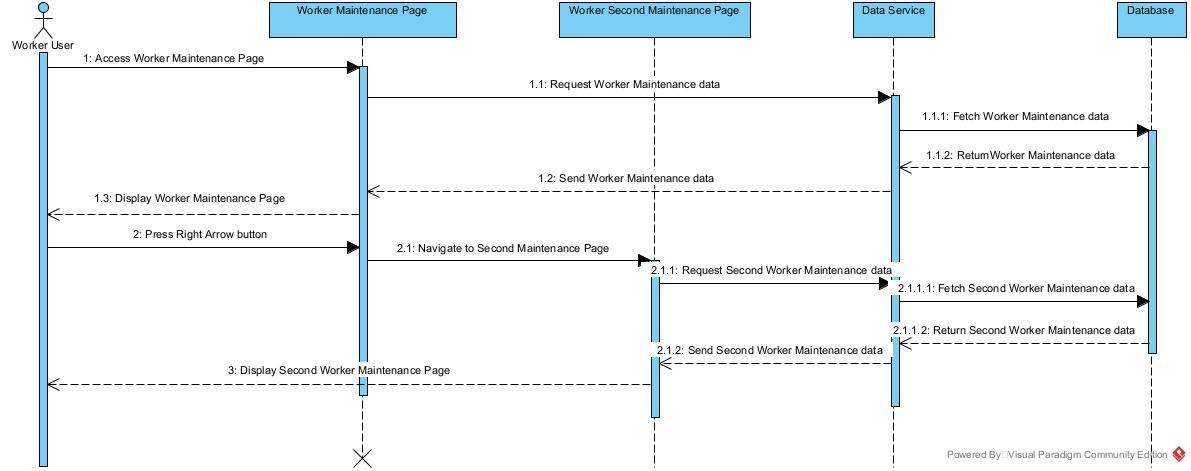 Worker Maintenance Page
Worker Second Maintenance Page
Data Service
Database
Worker User
1: Access Worker Maintenance Page
1.1: Request Worker Maintenance data
1.1.1: Fetch Worker Maintenance data
1.1.2: Return Worker Maintenance data
1.2: Send Worker Maintenance data
1.3: Display Worker Maintenance Page
2: Press Right Arrow button
2.1: Navigate to Second Maintenance Page
2.1.1: Request Second Worker Maintenance data
2.1.1.1: Fetch Second Worker Maintenance data
2.1.1.2: Return Second Worker Maintenance data
2.1.2: Send Second Worker Maintenance data
3: Display Second Worker Maintenance Page
Powered By Visual Paradigm Community Edition